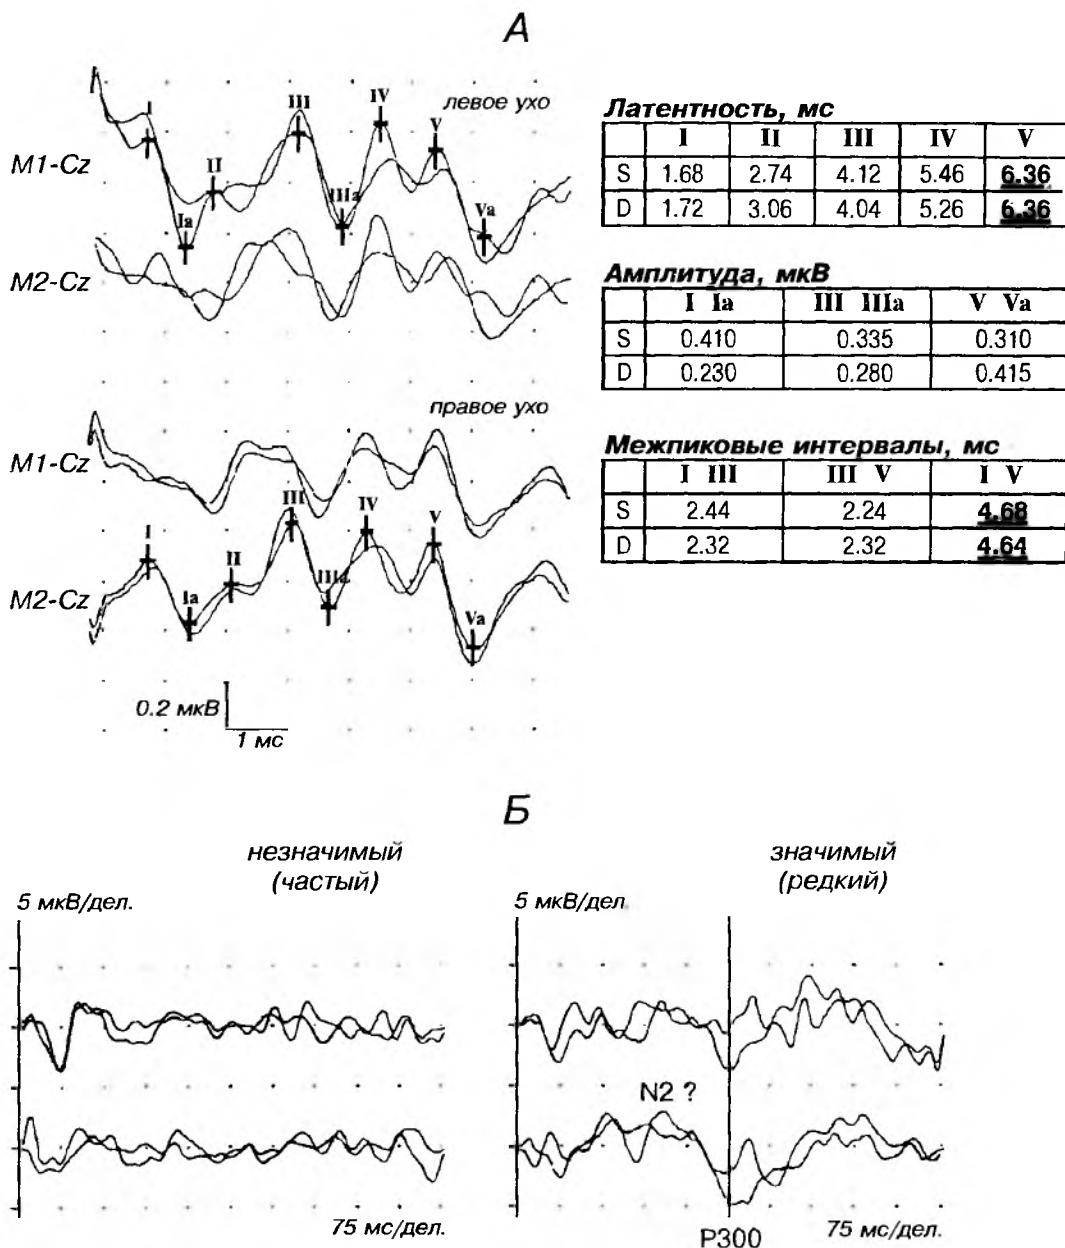 А
левое ухо
I
II
III
IV
V
Ia
IIIa
Va
M1-Cz
M2-Cz
правое ухо
M1-Cz
M2-Cz
I
II
III
IV
V
Ia
IIIa
Va
0.2 мкВ
1 мс
Латентность, мс
I II III IV V
S 1.68 2.74 4.12 5.46 6.36
D 1.72 3.06 4.04 5.26 6.36
Амплитуда, мкВ
I Ia III IIIa V Va
S 0.410 0.335 0.310
D 0.230 0.280 0.415
Межпиковые интервалы, мс
I III III V I V
S 2.44 2.24 4.68
D 2.32 2.32 4.64
Б
незначимый
(частый)
5 мкВ/дел.
75 мс/дел.
значимый
(редкий)
5 мкВ/дел.
N2 ?
P300
75 мс/дел.